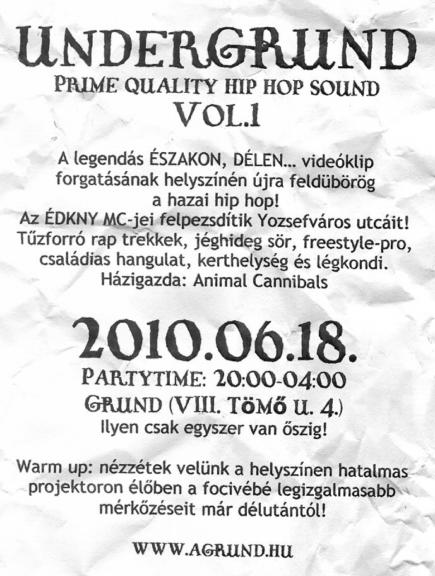 UNDERGRUND
PRIME QUALITY HIP HOP SOUND
VOL.1
A legendás ÉSZAKON, DÉLEN... videóklip
forgatásának helyszínén újra feldübörög
a hazai hip hop!
Az ÉDKNY MC-jei felpezsdítik Yozsefváros utcáit!
Tűzforró rap trekkek, jéghideg sör, freestyle-pro,
családias hangulat, kerthelység és légkondi.
Házigazda: Animal Cannibals
2010.06.18.
PARTYTIME: 20:00-04:00
GRUND (VIII. TÖMŐ U. 4.)
Ilyen csak egyszer van őszig!
Warm up: nézzétek velünk a helyszínen hatalmas
projektoron élőben a focivébé legizgalmasabb
mérkőzéseit már délutántól!
WWW.AGRUND.HU